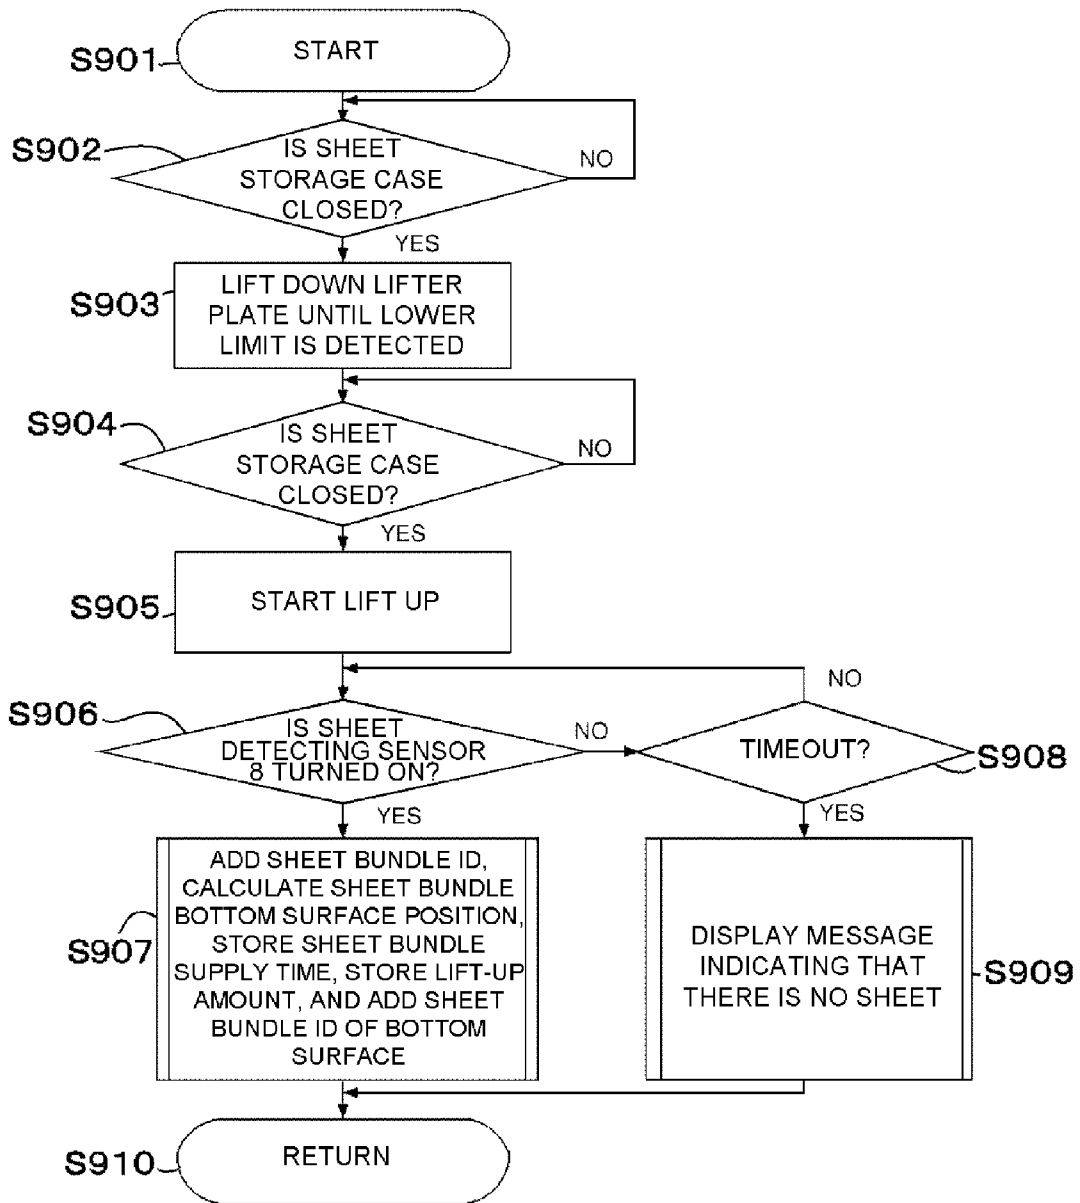 S901
START
S902
IS SHEET
STORAGE CASE
CLOSED?
NO
YES
S903
LIFT DOWN LIFTER
PLATE UNTIL LOWER
LIMIT IS DETECTED
S904
IS SHEET
STORAGE CASE
CLOSED?
NO
YES
S905
START LIFT UP
S906
IS SHEET
DETECTING SENSOR
8 TURNED ON?
NO
YES
NO
TIMEOUT?
S908
YES
S907
ADD SHEET BUNDLE ID,
CALCULATE SHEET BUNDLE
BOTTOM SURFACE POSITION,
STORE SHEET BUNDLE
SUPPLY TIME, STORE LIFT-UP
AMOUNT, AND ADD SHEET
BUNDLE ID OF BOTTOM
SURFACE
DISPLAY MESSAGE
INDICATING THAT
THERE IS NO SHEET
S909
S910
RETURN